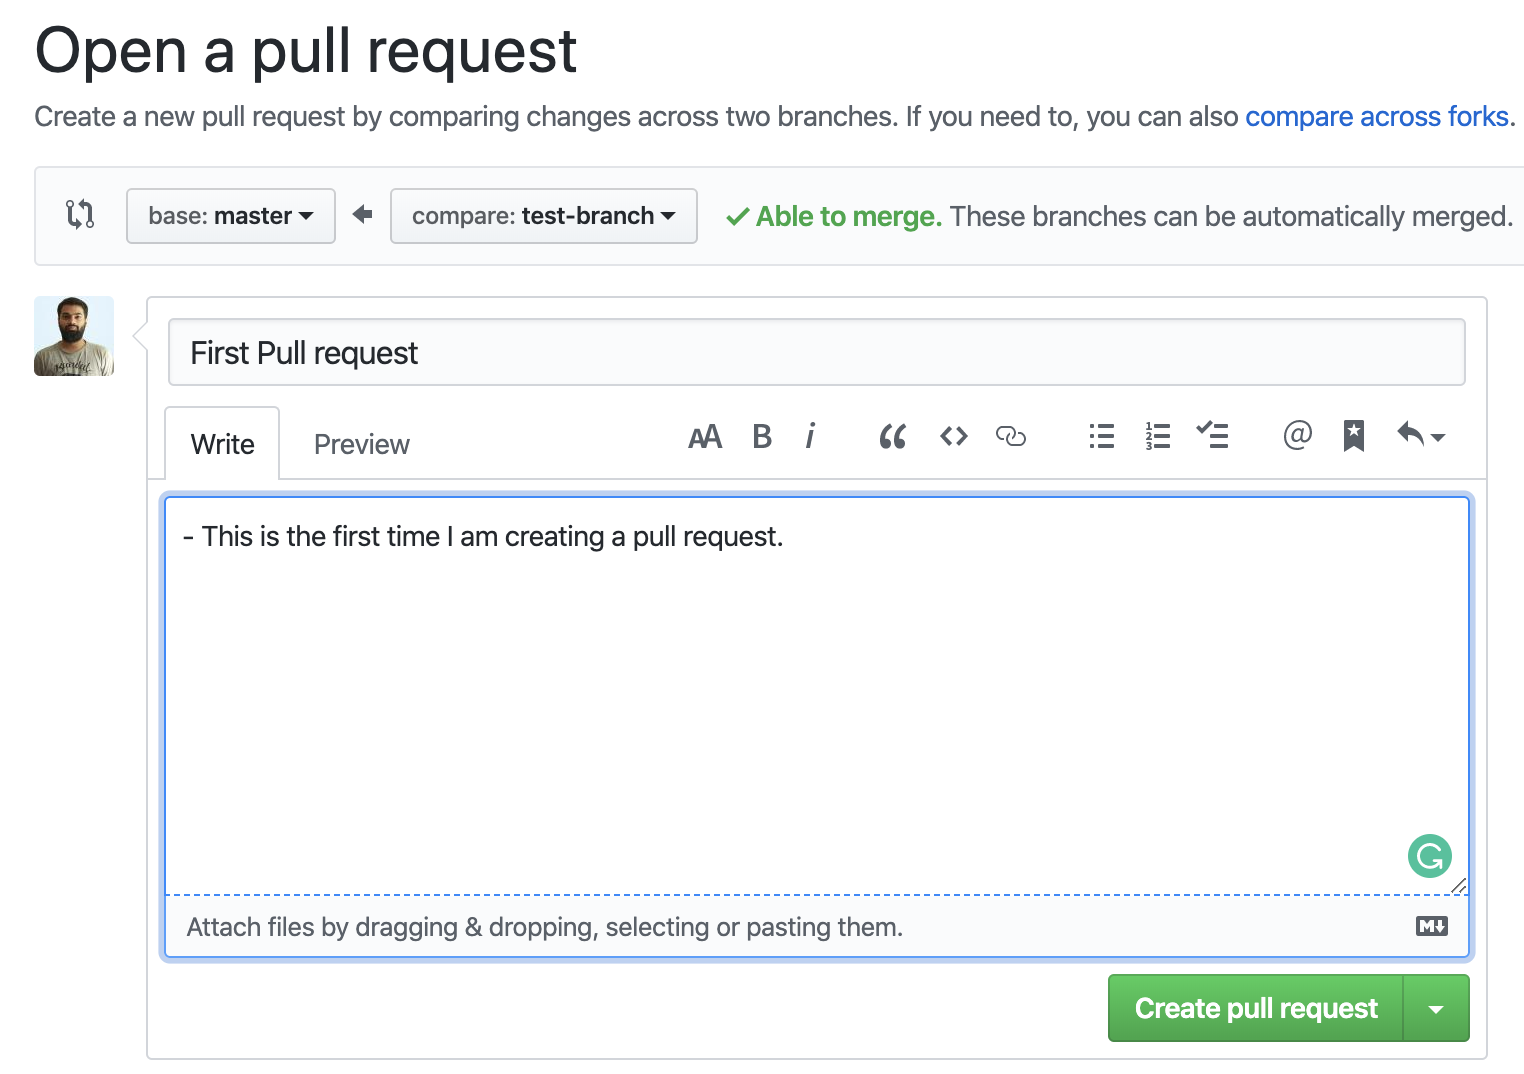 Open a pull request
Create a new pull request by comparing changes across two branches. If you need to, you can also compare across forks.
base: master compare: test-branch Able to merge. These branches can be automatically merged.
First Pull request
Write Preview
- This is the first time I am creating a pull request.
Attach files by dragging & dropping, selecting or pasting them.
Create pull request